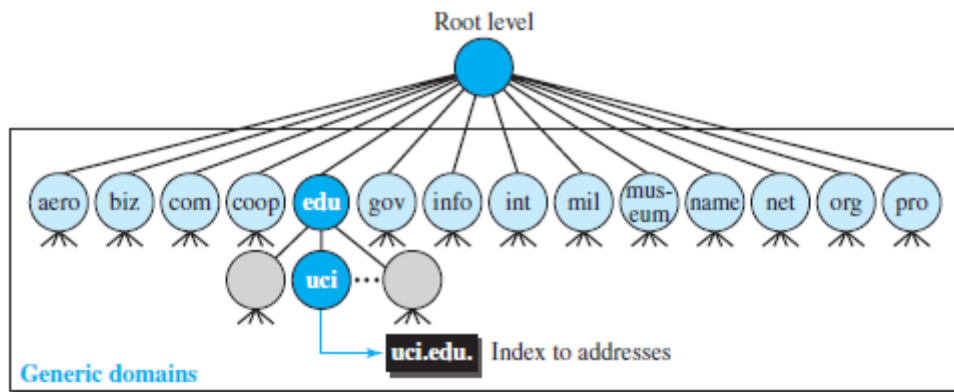 Root level
aero biz com coop edu gov info int mil mus-eum name net org pro
uci ...
uci.edu. Index to addresses
Generic domains